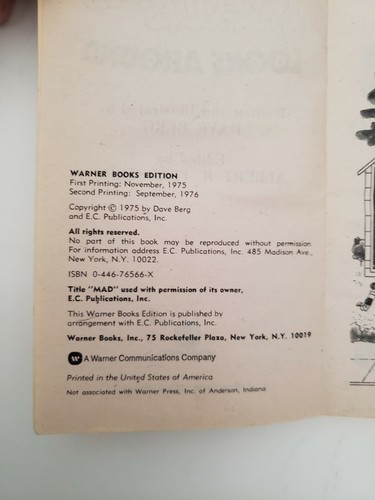 WARNER BOOKS EDITION
First Printing: November, 1975
Second Printing: September, 1976
Copyright © 1975 by Dave Berg
and E.C. Publications, Inc.
All rights reserved.
No part of this book may be reproduced without permission.
For information address E.C. Publications, Inc. 485 Madison Ave.,
New York, N.Y. 10022.
ISBN 0-446-76566-X
Title "MAD" used with permission of its owner,
E.C. Publications, Inc.
This Warner Books Edition is published by
arrangement with E.C. Publications, Inc.
Warner Books, Inc., 75 Rockefeller Plaza, New York, N.Y. 10019
A Warner Communications Company
Printed in the United States of America
Not associated with Warner Press, Inc. of Anderson, Indiana